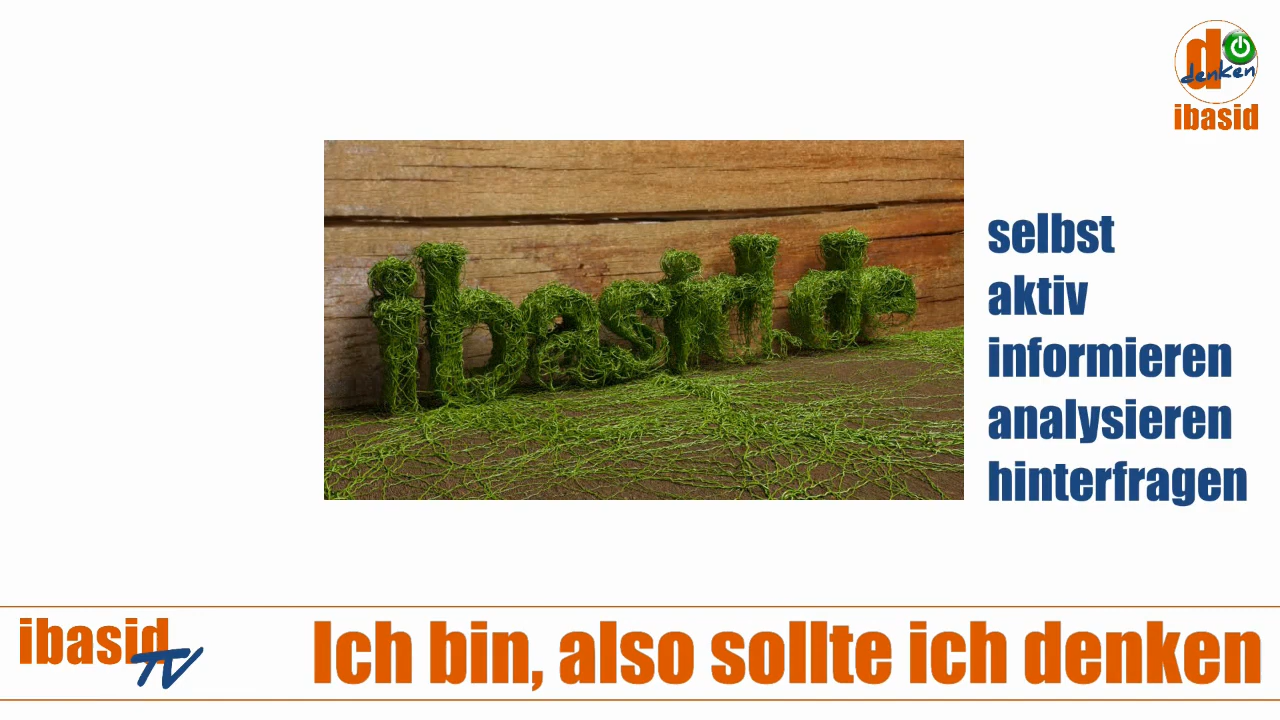 denken
ibasid
ibasid.de
selbst
aktiv
informieren
analysieren
hinterfragen
ibasid
TV
Ich bin, also sollte ich denken